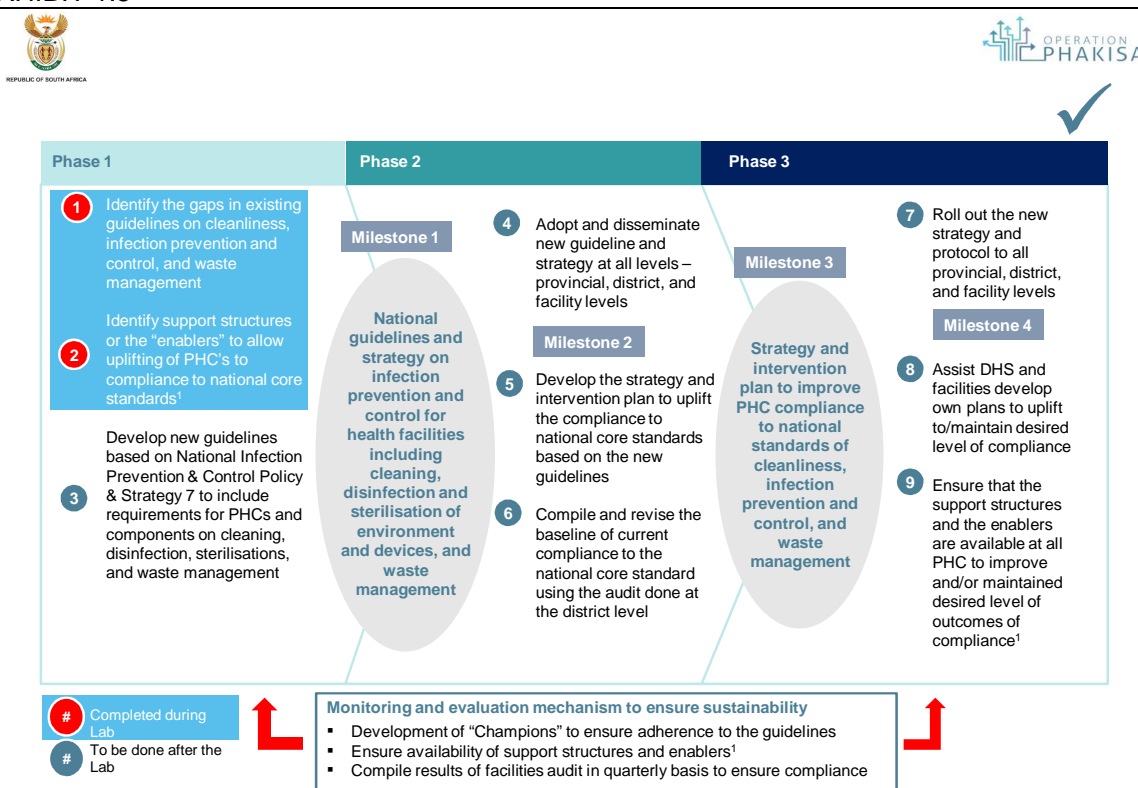 REPUBLIC OF SOUTH AFRICA
OPERATION
PHAKISA
Phase 1
Phase 2
Phase 3
1
Identify the gaps in existing
guidelines on cleanliness,
infection prevention and
control, and waste
management
2
Identify support structures
or the “enablers” to allow
uplifting of PHC’s to
compliance to national core
standards1
3
Develop new guidelines
based on National Infection
Prevention & Control Policy
& Strategy 7 to include
requirements for PHCs and
components on cleaning,
disinfection, sterilisations,
and waste management
Milestone 1
National
guidelines and
strategy on
infection
prevention and
control for
health facilities
including
cleaning,
disinfection and
sterilisation of
environment
and devices, and
waste
management
4
Adopt and disseminate
new guideline and
strategy at all levels –
provincial, district, and
facility levels
Milestone 2
5
Develop the strategy and
intervention plan to uplift
the compliance to
national core standards
based on the new
guidelines
6
Compile and revise the
baseline of current
compliance to the
national core standard
using the audit done at
the district level
Milestone 3
Strategy and
intervention
plan to improve
PHC compliance
to national
standards of
cleanliness,
infection
prevention and
control, and
waste
management
7
Roll out the new
strategy and
protocol to all
provincial, district,
and facility levels
Milestone 4
8
Assist DHS and
facilities develop
own plans to uplift
to/maintain desired
level of compliance
9
Ensure that the
support structures
and the enablers
are available at all
PHC to improve
and/or maintained
desired level of
outcomes of
compliance1
# Completed during
Lab
# To be done after the
Lab
Monitoring and evaluation mechanism to ensure sustainability
▪ Development of “Champions” to ensure adherence to the guidelines
▪ Ensure availability of support structures and enablers1
▪ Compile results of facilities audit in quarterly basis to ensure compliance